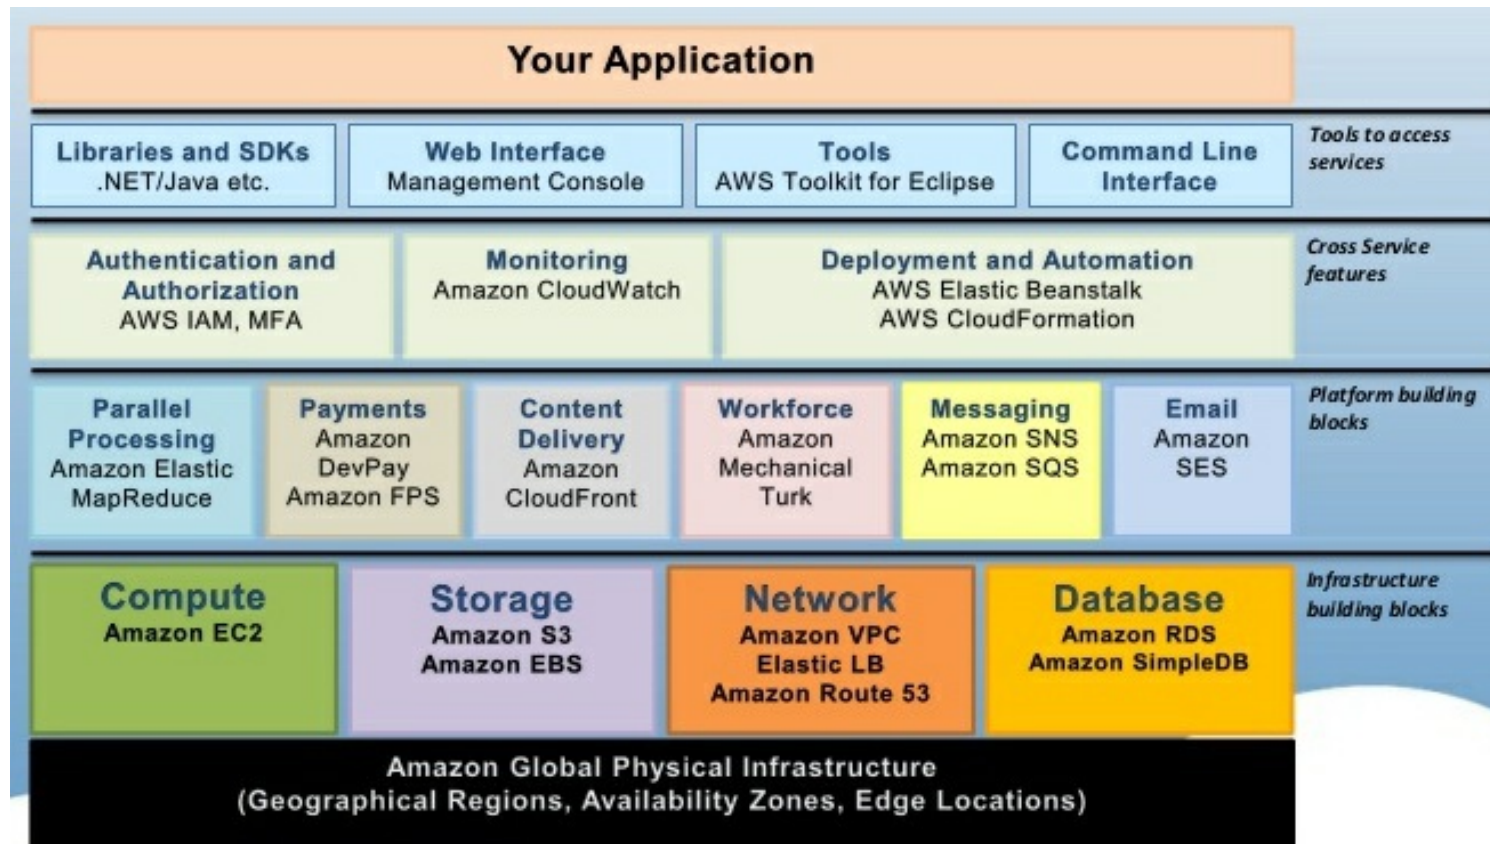 Your Application
Libraries and SDKs
.NET/Java etc.
Web Interface
Management Console
Tools
AWS Toolkit for Eclipse
Command Line
Interface
Tools to access
services
Authentication and
Authorization
AWS IAM, MFA
Monitoring
Amazon CloudWatch
Deployment and Automation
AWS Elastic Beanstalk
AWS CloudFormation
Cross Service
features
Parallel
Processing
Amazon Elastic
MapReduce
Payments
Amazon
DevPay
Amazon FPS
Content
Delivery
Amazon
CloudFront
Workforce
Amazon
Mechanical
Turk
Messaging
Amazon SNS
Amazon SQS
Email
Amazon
SES
Platform building
blocks
Compute
Amazon EC2
Storage
Amazon S3
Amazon EBS
Network
Amazon VPC
Elastic LB
Amazon Route 53
Database
Amazon RDS
Amazon SimpleDB
Infrastructure
building blocks
Amazon Global Physical Infrastructure
(Geographical Regions, Availability Zones, Edge Locations)